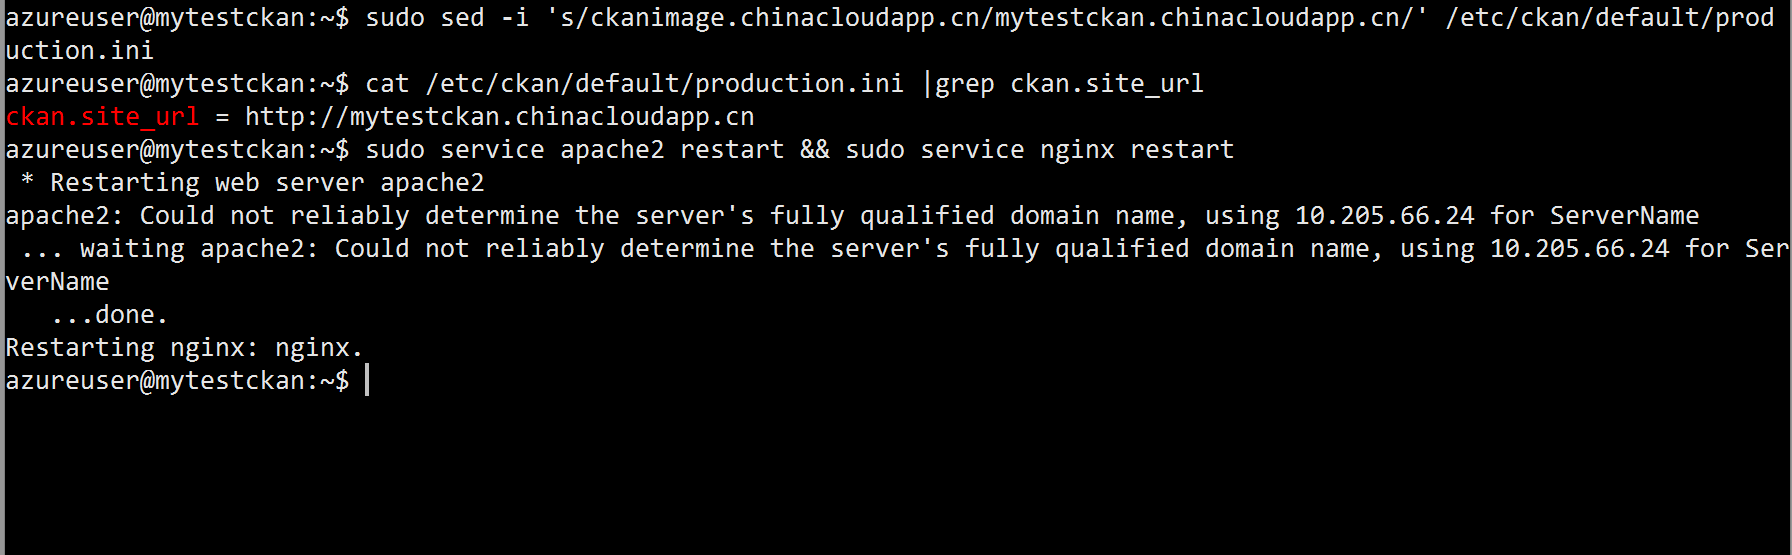 azureuser@mytestckan:~$ sudo sed -i 's/ckanimage.chinacloudapp.cn/mytestckan.chinacloudapp.cn/' /etc/ckan/default/prod
uction.ini
azureuser@mytestckan:~$ cat /etc/ckan/default/production.ini |grep ckan.site_url
ckan.site_url = http://mytestckan.chinacloudapp.cn
azureuser@mytestckan:~$ sudo service apache2 restart && sudo service nginx restart
 * Restarting web server apache2
apache2: Could not reliably determine the server's fully qualified domain name, using 10.205.66.24 for ServerName
 ... waiting apache2: Could not reliably determine the server's fully qualified domain name, using 10.205.66.24 for Ser
verName
   ...done.
Restarting nginx: nginx.
azureuser@mytestckan:~$